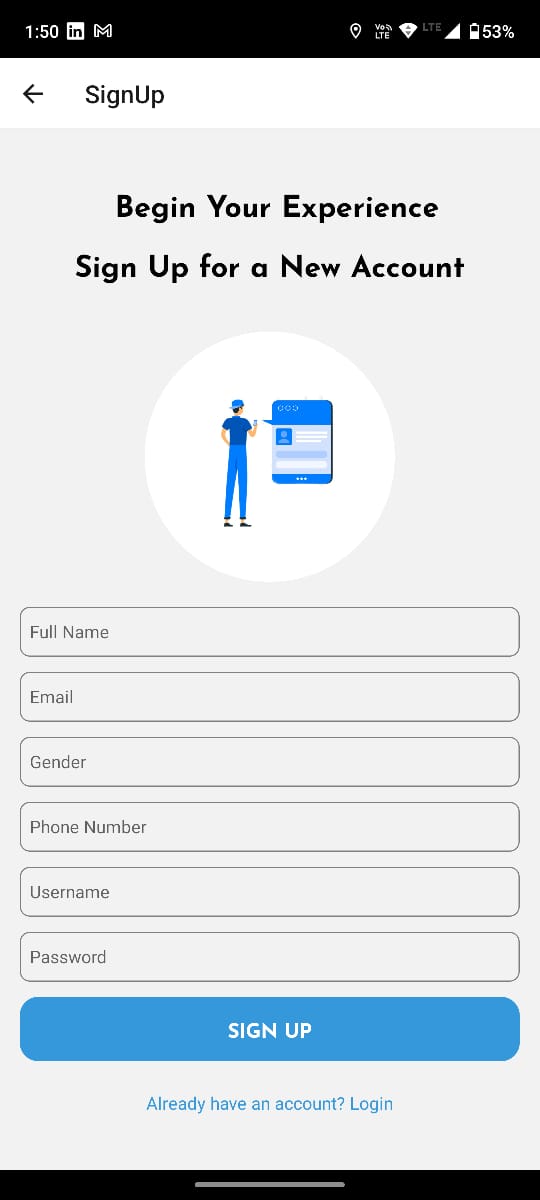 1:50 in M Vo LTE LTE 53%
SignUp
Begin Your Experience
Sign Up for a New Account
Full Name
Email
Gender
Phone Number
Username
Password
SIGN UP
Already have an account? Login